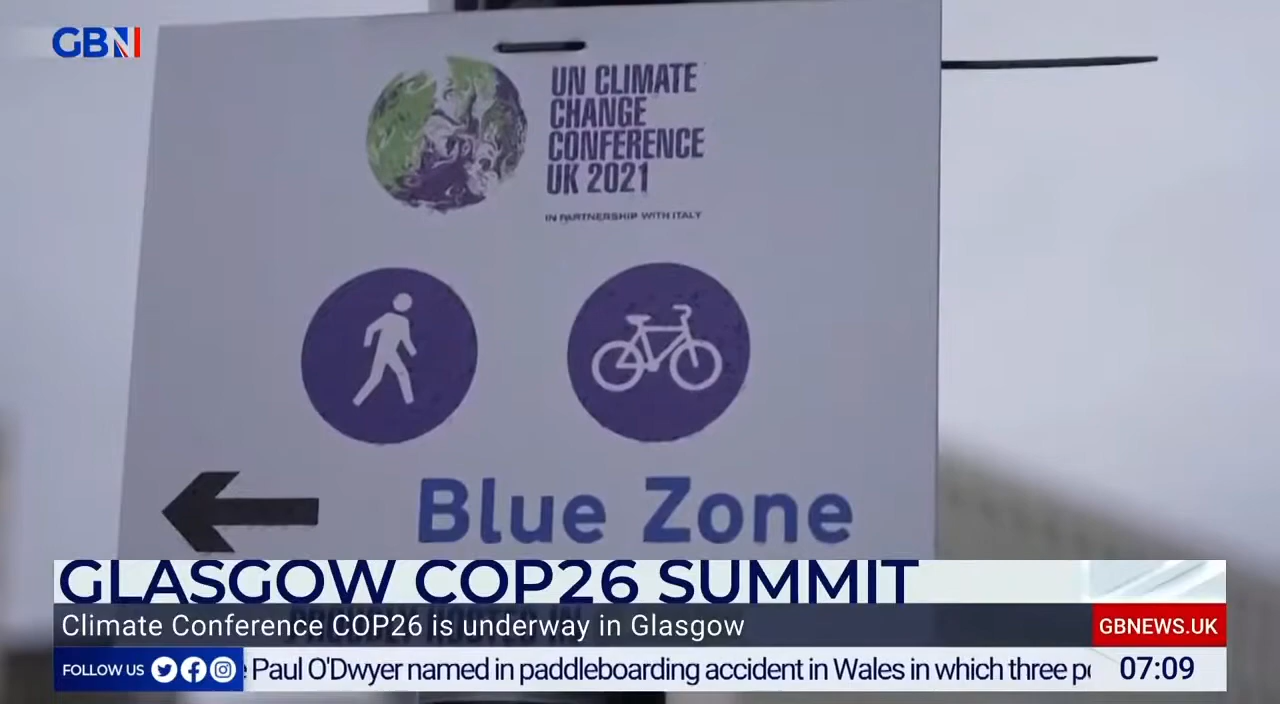 GBN
UN CLIMATE
CHANGE
CONFERENCE
UK 2021
IN PARTNERSHIP WITH ITALY
Blue Zone
GLASGOW COP26 SUMMIT
Climate Conference COP26 is underway in Glasgow
GBNEWS.UK
FOLLOW US
Paul O'Dwyer named in paddleboarding accident in Wales in which three
07:09